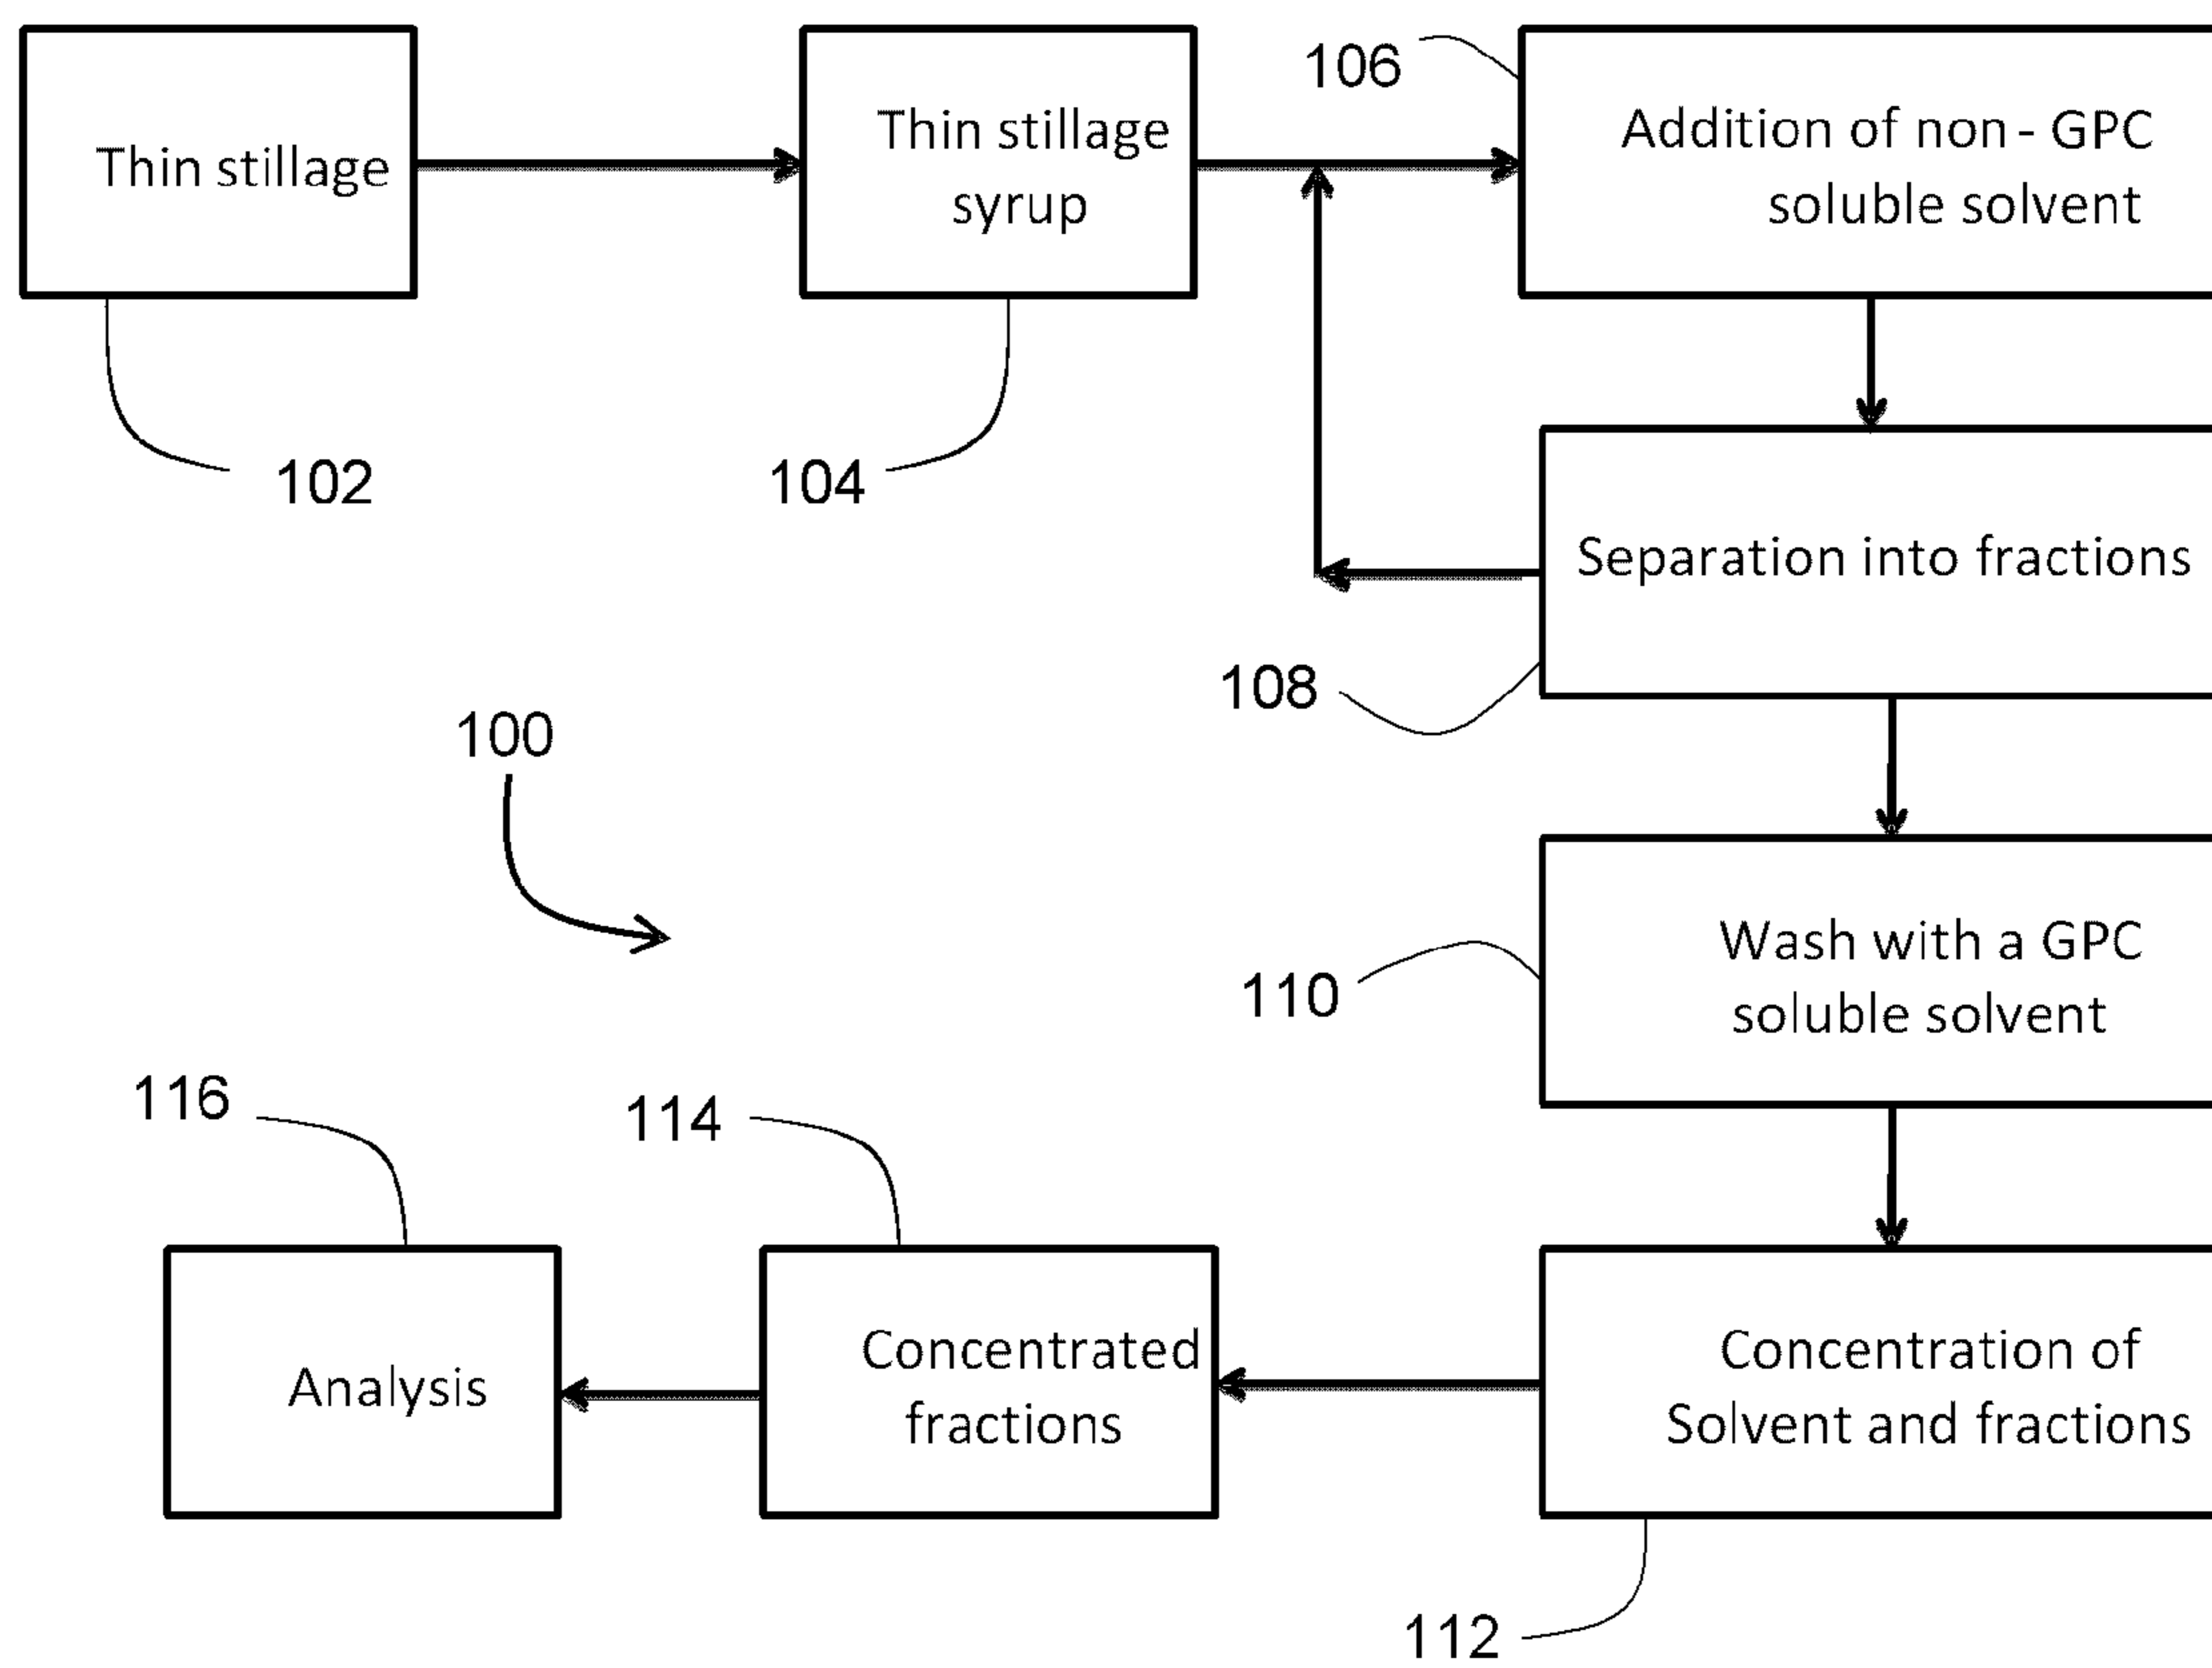 106
Thin stillage
Thin stillage
syrup
Addition of non - GPC
soluble solvent
102
104
Separation into fractions
108
100
Wash with a GPC
soluble solvent
110
116
114
Analysis
Concentrated
fractions
Concentration of
Solvent and fractions
112